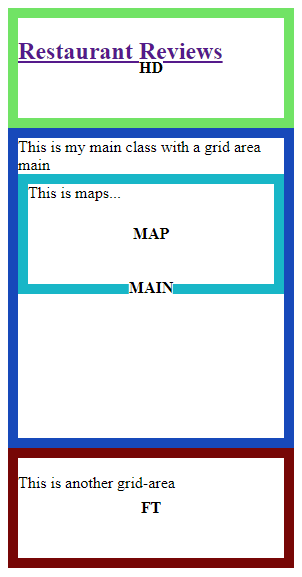 Restaurant Reviews
HD
This is my main class with a grid area
main
This is maps...
MAP
MAIN
This is another grid-area
FT